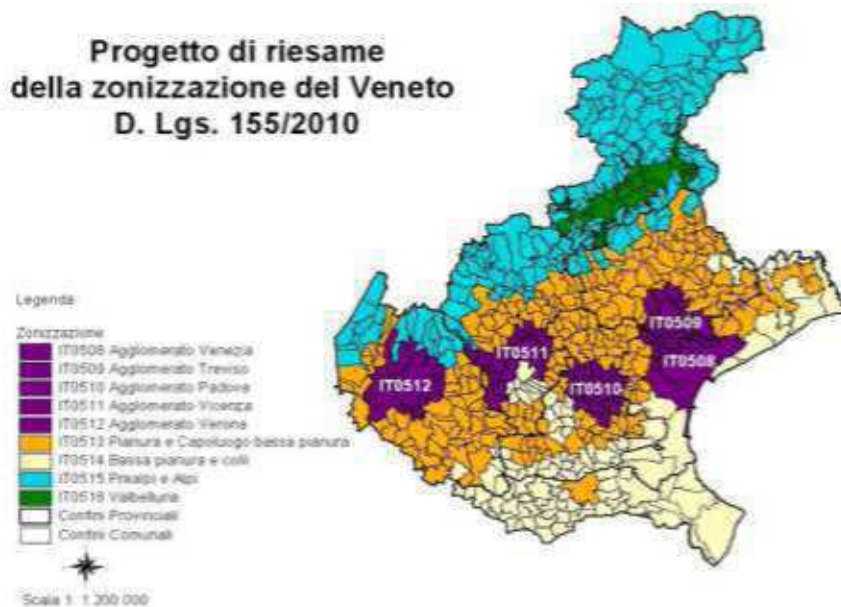 Progetto di riesame
della zonizzazione del Veneto
D. Lgs. 155/2010
Legenda
Zonizzazione
IT0508 Agglomerato Venezia
IT0509 Agglomerato Treviso
IT0510 Agglomerato Padova
IT0511 Agglomerato Vicenza
IT0512 Agglomerato Verona
IT0513 Pianura e Capoluogo bassa pianura
IT0514 Bassa pianura e colli
IT0515 Prealpi e Alpi
IT0516 Valbelluna
Confini Provinciali
Confini Comunali
Scala 1: 1.200.000
IT0509
IT0508
IT0511
IT0512
IT0510